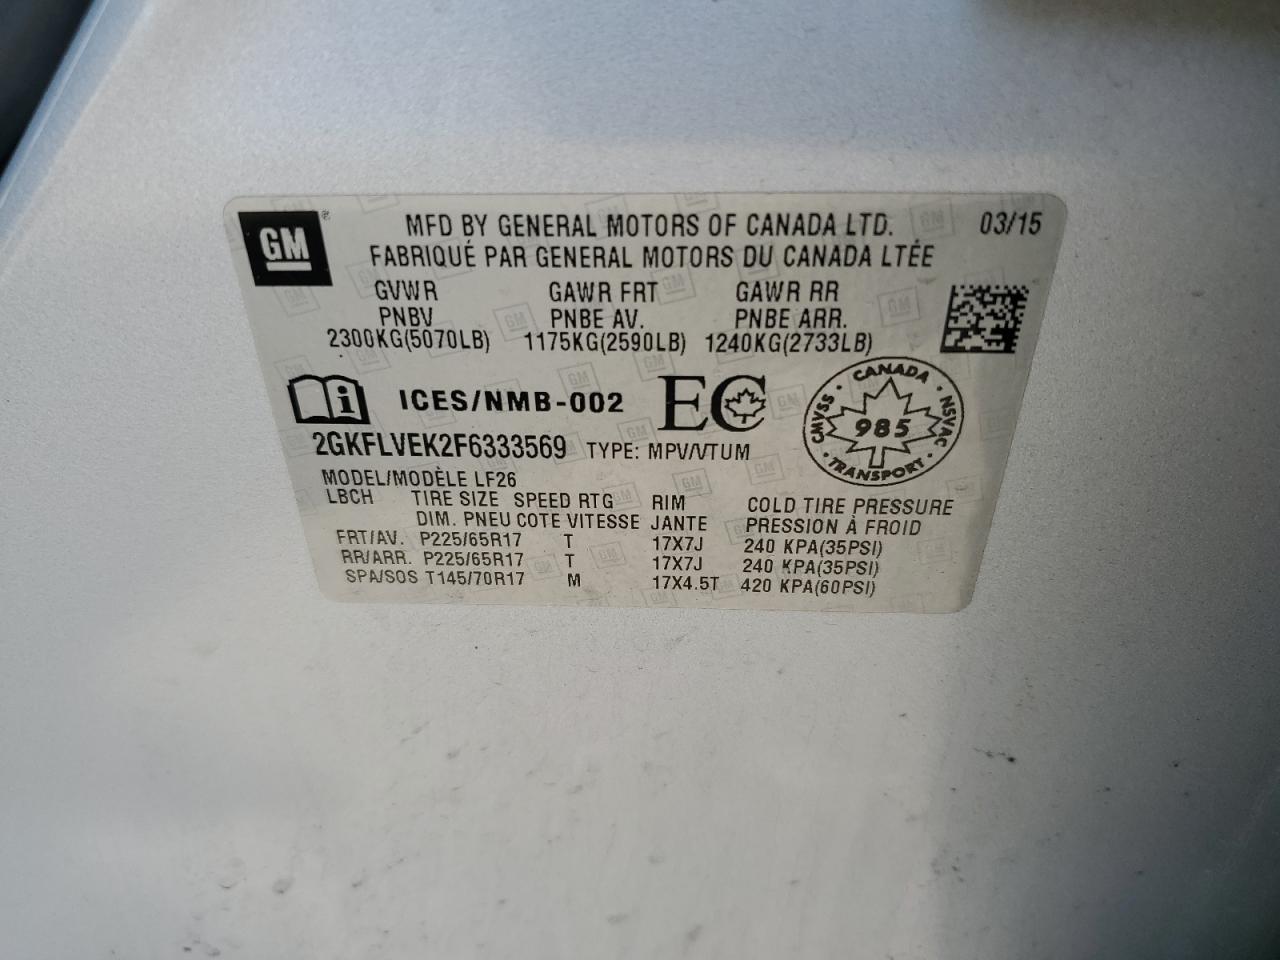 GM ® MFD BY GENERAL MOTORS OF CANADA LTD. 03/15
FABRIQUÉ PAR GENERAL MOTORS DU CANADA LTÉE
GVWR GAWR FRT GAWR RR
PNBV PNBE AV. PNBE ARR.
2300KG(5070LB) 1175KG(2590LB) 1240KG(2733LB)
ICES/NMB-002 EC
CANADA
CMVSS 985 NSVAC
TRANSPORT
2GKFLVEK2F6333569 TYPE: MPV/VTUM
MODEL/MODÈLE LF26
LBCH TIRE SIZE SPEED RTG RIM COLD TIRE PRESSURE
DIM. PNEU COTE VITESSE JANTE PRESSION À FROID
FRT/AV. P225/65R17 T 17X7J 240 KPA(35PSI)
RR/ARR. P225/65R17 T 17X7J 240 KPA(35PSI)
SPA/SOS T145/70R17 M 17X4.5T 420 KPA(60PSI)